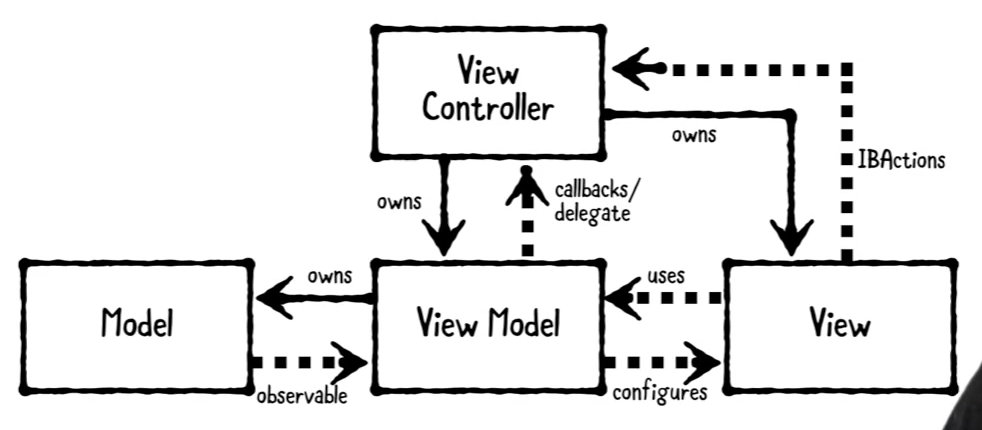 View
Controller
owns
IBActions
owns
callbacks/
delegate
owns
uses
Model
View Model
View
observable
configures